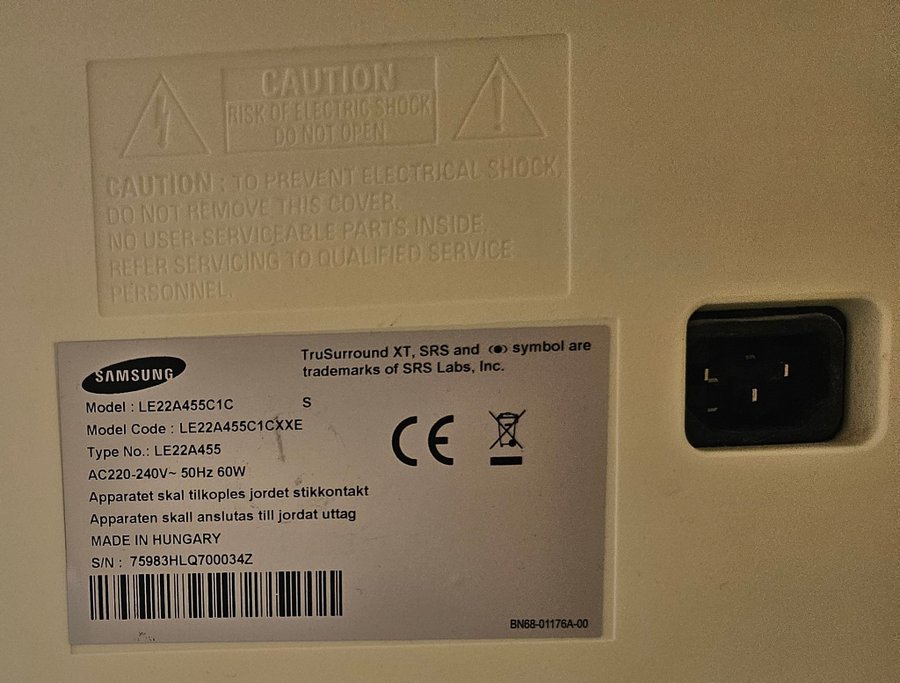 CAUTION
RISK OF ELECTRIC SHOCK
DO NOT OPEN
CAUTION : TO PREVENT ELECTRICAL SHOCK,
DO NOT REMOVE THIS COVER.
NO USER-SERVICEABLE PARTS INSIDE.
REFER SERVICING TO QUALIFIED SERVICE
PERSONNEL.
SAMSUNG
TruSurround XT, SRS and (●) symbol are
trademarks of SRS Labs, Inc.
Model : LE22A455C1C S
Model Code : LE22A455C1CXXE
Type No.: LE22A455
AC220-240V~ 50Hz 60W
Apparatet skal tilkoples jordet stikkontakt
Apparaten skall anslutas till jordat uttag
MADE IN HUNGARY
S/N : 75983HLQ700034Z
CE
BN68-01176A-00